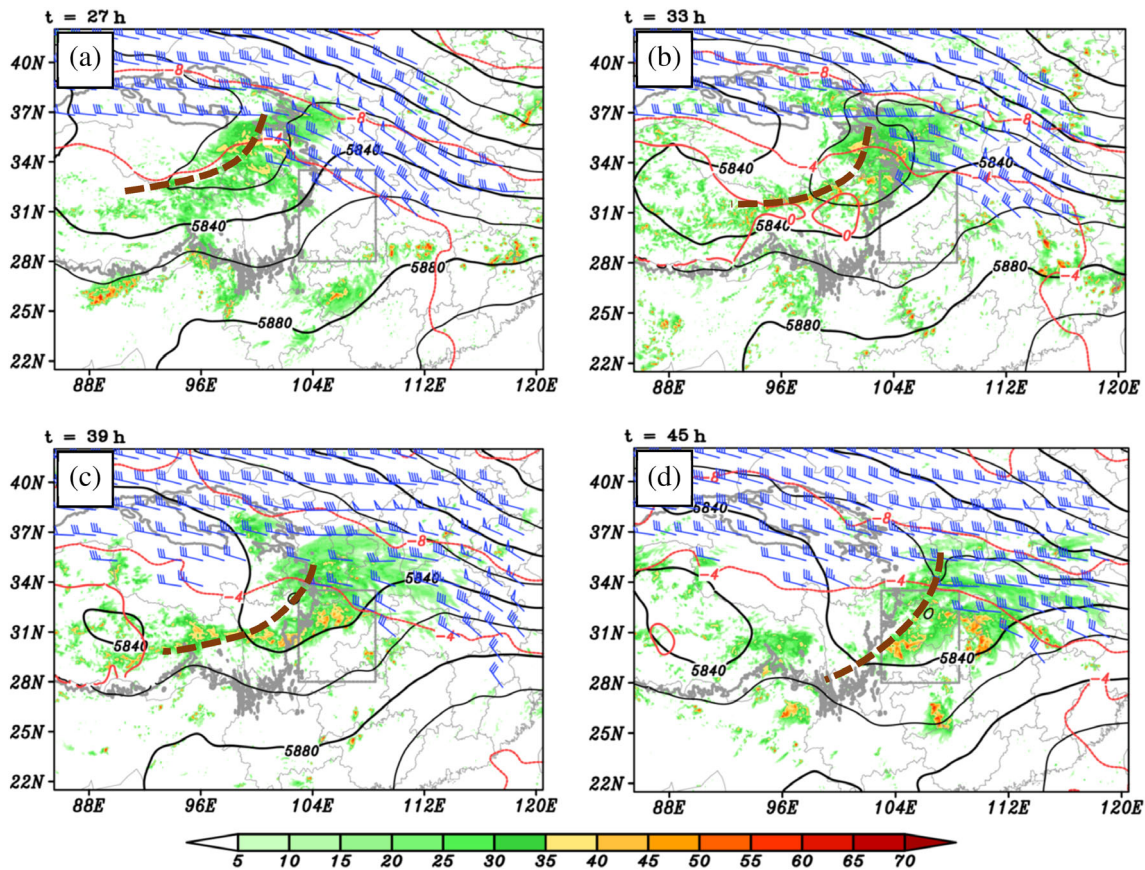 t = 27 h
(a)
40N
37N
34N
31N
28N
25N
22N
88E 96E 104E 112E 120E
-8
-8
-4
5840
5840
5880
5880
t = 33 h
(b)
40N
37N
34N
31N
28N
25N
22N
88E 96E 104E 112E 120E
-8
-8
5840
5840
-4
-4
0
0
5840
5880
-4
5880
t = 39 h
(c)
40N
37N
34N
31N
28N
25N
22N
88E 96E 104E 112E 120E
-8
-4
5840
5840
-4
5880
t = 45 h
(d)
40N
37N
34N
31N
28N
25N
22N
88E 96E 104E 112E 120E
-8
5840
-8
-4
-4
5840
5840
-4
5 10 15 20 25 30 35 40 45 50 55 60 65 70